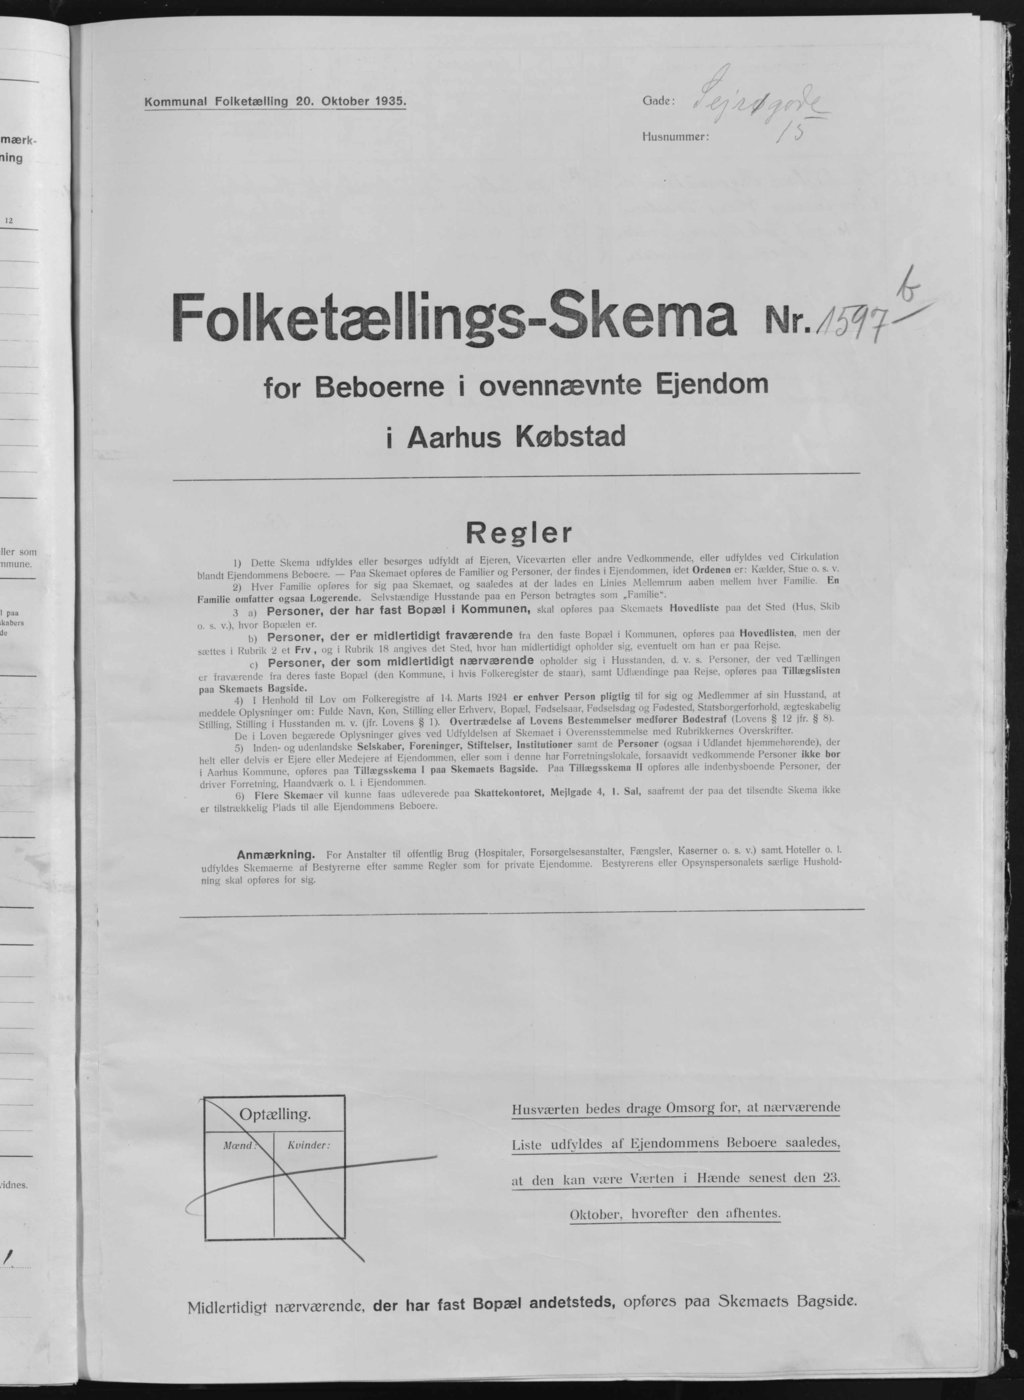 mærk-
ning
12
eller som
mmune.
l paa
skabers
de
vidnes.
1.
Kommunal Folketælling 20. Oktober 1935.
Gade: Sejrøgade
Husnummer: 15
Folketællings-Skema Nr. 1597 b
for Beboerne i ovennævnte Ejendom
i Aarhus Købstad
Regler
1) Dette Skema udfyldes eller besørges udfyldt af Ejeren, Viceværten eller andre Vedkommende, eller udfyldes ved Cirkulation
blandt Ejendommens Beboere. — Paa Skemaet opføres de Familier og Personer, der findes i Ejendommen, idet Ordenen er: Kælder, Stue o. s. v.
2) Hver Familie opføres for sig paa Skemaet, og saaledes at der lades en Linies Mellemrum aaben mellem hver Familie. En
Familie omfatter ogsaa Logerende. Selvstændige Husstande paa en Person betragtes som „Familie“.
3 a) Personer, der har fast Bopæl i Kommunen, skal opføres paa Skemaets Hovedliste paa det Sted (Hus, Skib
o. s. v.), hvor Bopælen er.
b) Personer, der er midlertidigt fraværende fra den faste Bopæl i Kommunen, opføres paa Hovedlisten, men der
sættes i Rubrik 2 et Frv, og i Rubrik 18 angives det Sted, hvor han midlertidigt opholder sig, eventuelt om han er paa Rejse.
c) Personer, der som midlertidigt nærværende opholder sig i Husstanden, d. v. s. Personer, der ved Tællingen
er fraværende fra deres faste Bopæl (den Kommune, i hvis Folkeregister de staar), samt Udlændinge paa Rejse, opføres paa Tillægslisten
paa Skemaets Bagside.
4) I Henhold til Lov om Folkeregistre af 14. Marts 1924 er enhver Person pligtig til for sig og Medlemmer af sin Husstand, at
meddele Oplysninger om: Fulde Navn, Køn, Stilling eller Erhverv, Bopæl, Fødselsaar, Fødselsdag og Fødested, Statsborgerforhold, ægteskabelig
Stilling, Stilling i Husstanden m. v. (jfr. Lovens § 1). Overtrædelse af Lovens Bestemmelser medfører Bødestraf (Lovens § 12 jfr. § 8).
De i Loven begærede Oplysninger gives ved Udfyldelsen af Skemaet i Overensstemmelse med Rubrikkernes Overskrifter.
5) Inden- og udenlandske Selskaber, Foreninger, Stiftelser, Institutioner samt de Personer (ogsaa i Udlandet hjemmehørende), der
helt eller delvis er Ejere eller Medejere af Ejendommen, eller som i denne har Forretningslokale, forsaavidt vedkommende Personer ikke bor
i Aarhus Kommune, opføres paa Tillægsskema I paa Skemaets Bagside. Paa Tillægsskema II opføres alle indenbysboende Personer, der
driver Forretning, Haandværk o. l. i Ejendommen.
6) Flere Skemaer vil kunne faas udleverede paa Skattekontoret, Mejlgade 4, 1. Sal, saafremt der paa det tilsendte Skema ikke
er tilstrækkelig Plads til alle Ejendommens Beboere.
Anmærkning. For Anstalter til offentlig Brug (Hospitaler, Forsørgelsesanstalter, Fængsler, Kaserner o. s. v.) samt Hoteller o. l.
udfyldes Skemaerne af Bestyrerne efter samme Regler som for private Ejendomme. Bestyrerens eller Opsynspersonalets særlige Hushold-
ning skal opføres for sig.
Optælling.
Mænd: Kvinder:
Husværten bedes drage Omsorg for, at nærværende
Liste udfyldes af Ejendommens Beboere saaledes,
at den kan være Værten i Hænde senest den 23.
Oktober, hvorefter den afhentes.
Midlertidigt nærværende, der har fast Bopæl andetsteds, opføres paa Skemaets Bagside.